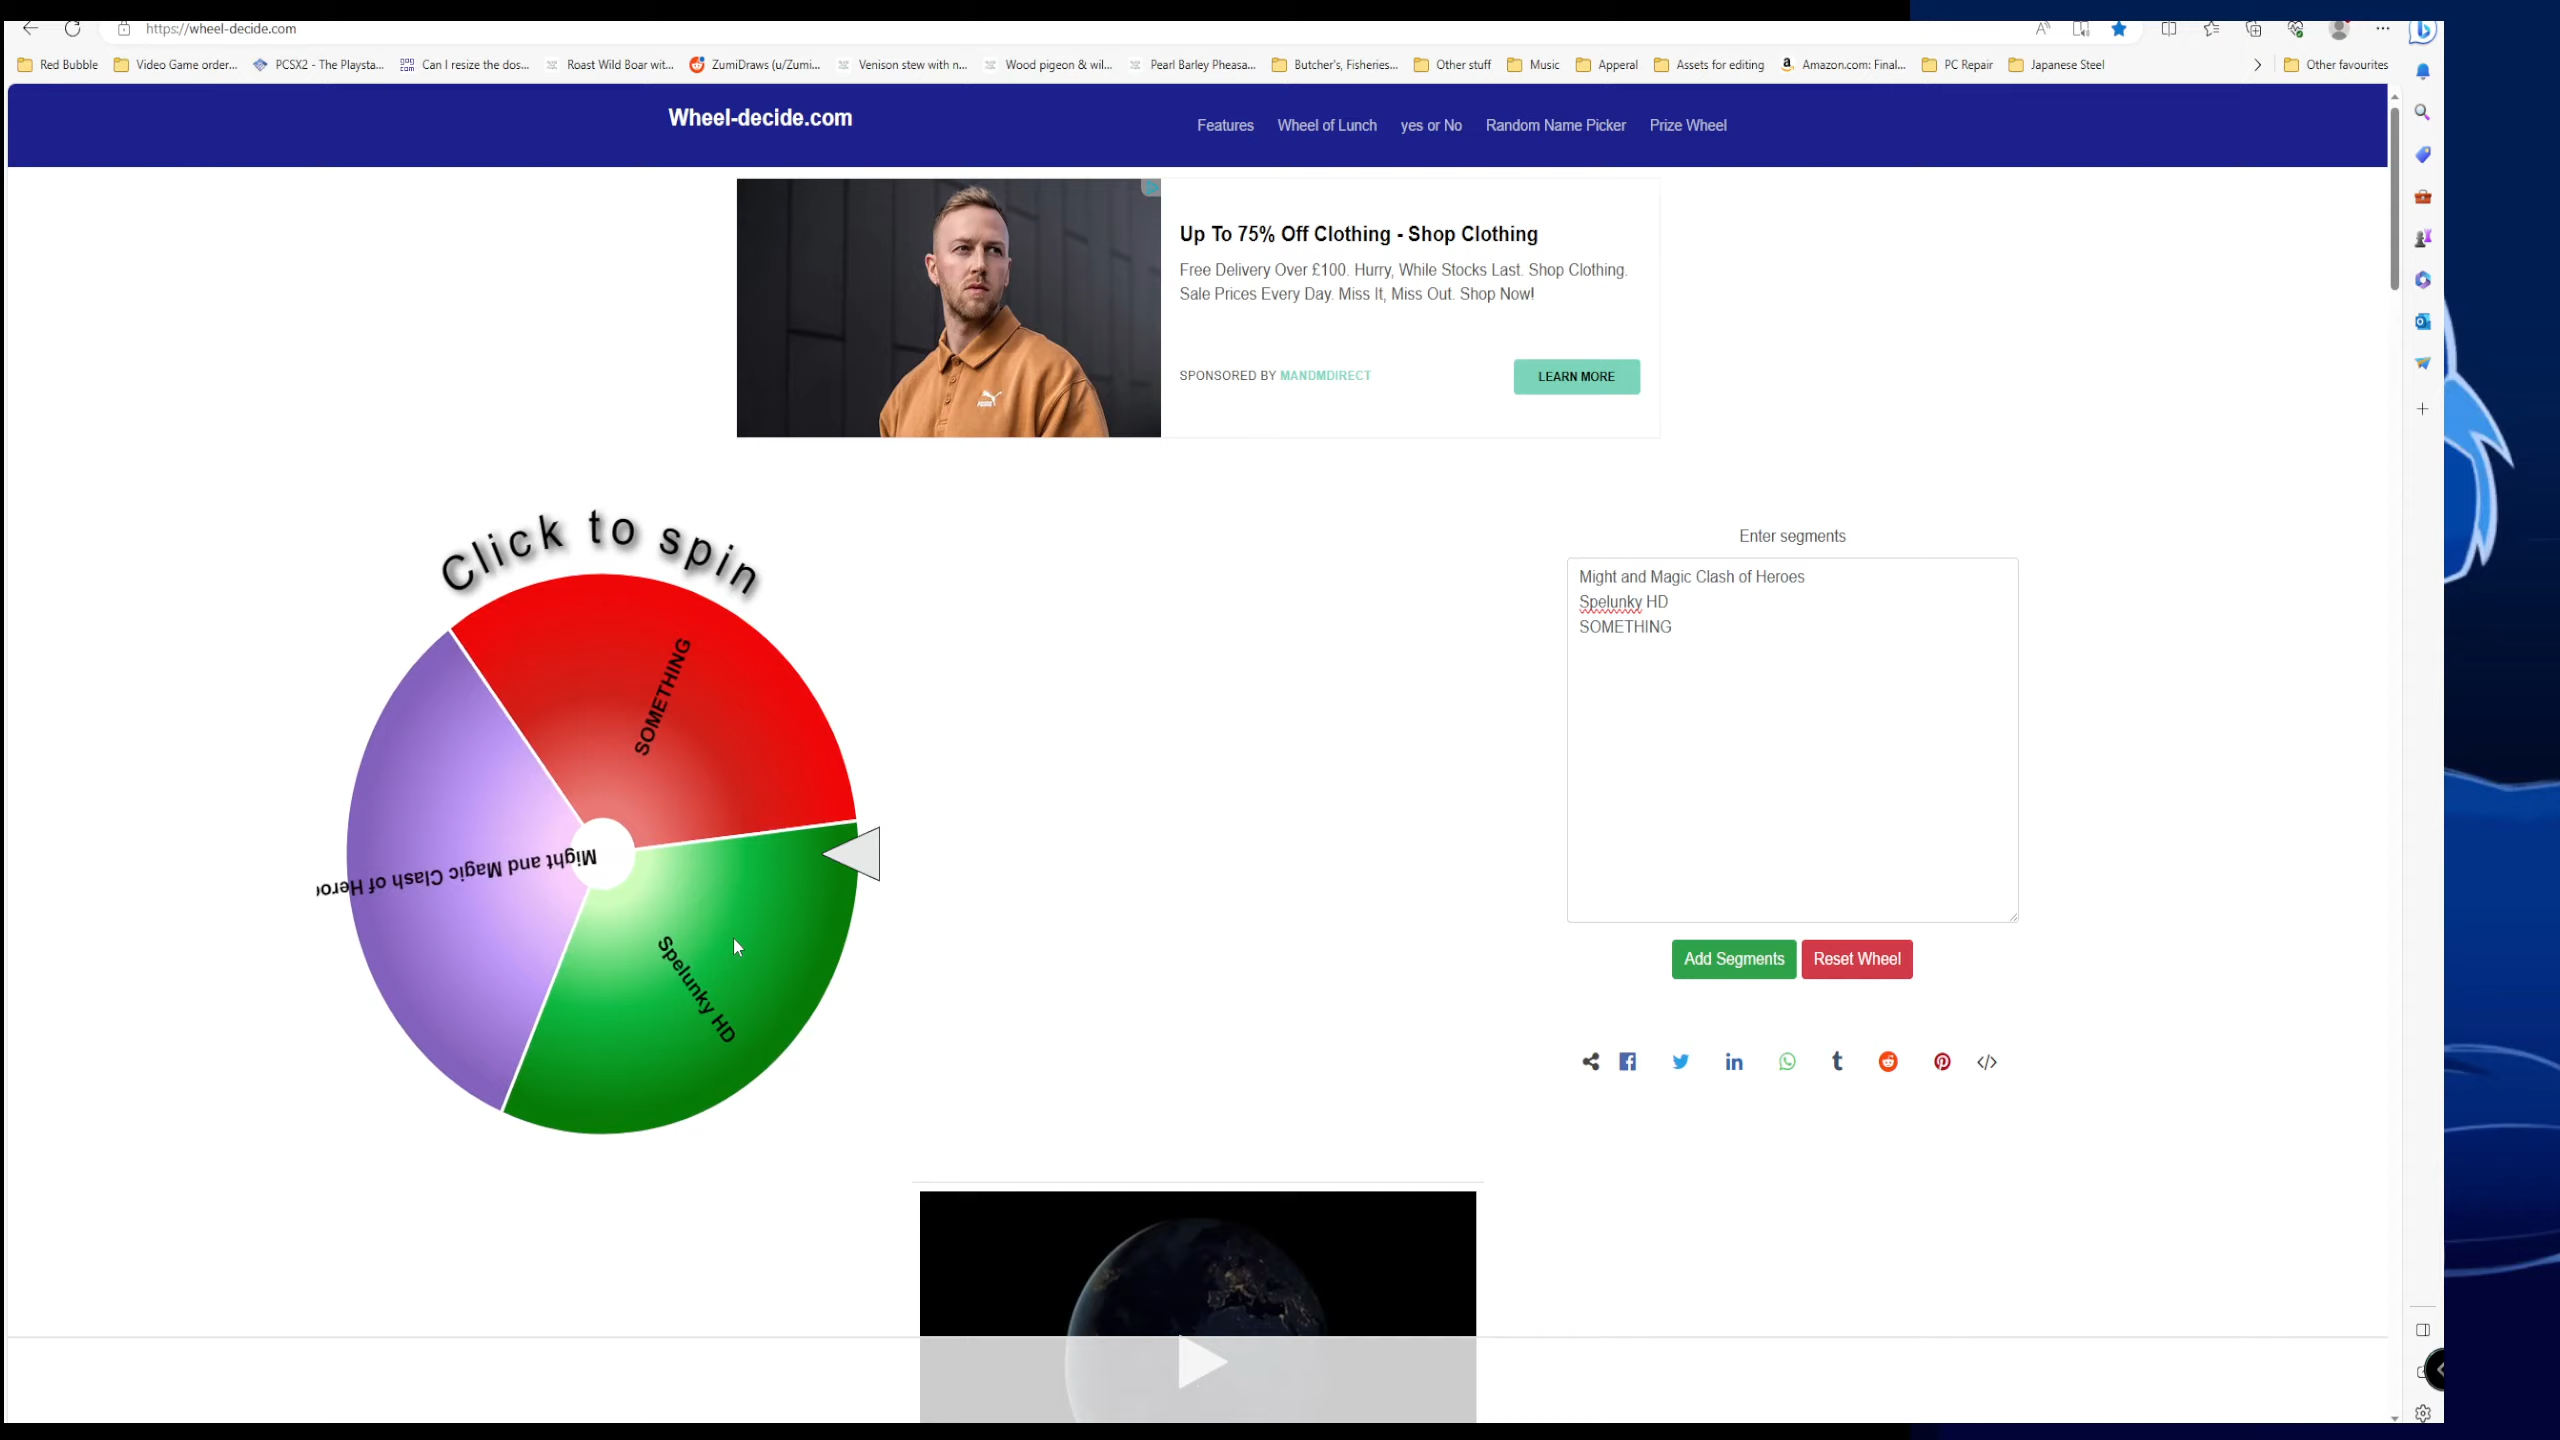 https://wheel-decide.com
Red Bubble Video Game order... PCSX2 - The Playsta... Can I resize the dos... Roast Wild Boar wit... ZumiDraws (u/Zumi... Venison stew with n... Wood pigeon & wil... Pearl Barley Pheasa... Butcher's, Fisheries... Other stuff Music Apperal Assets for editing Amazon.com: Final... PC Repair Japanese Steel Other favourites
Wheel-decide.com
Features Wheel of Lunch yes or No Random Name Picker Prize Wheel
Up To 75% Off Clothing - Shop Clothing
Free Delivery Over £100. Hurry, While Stocks Last. Shop Clothing.
Sale Prices Every Day. Miss It, Miss Out. Shop Now!
SPONSORED BY MANDMDIRECT
LEARN MORE
Click to spin
SOMETHING
Might and Magic Clash of Heroe
Spelunky HD
Enter segments
Might and Magic Clash of Heroes
Spelunky HD
SOMETHING
Add Segments Reset Wheel